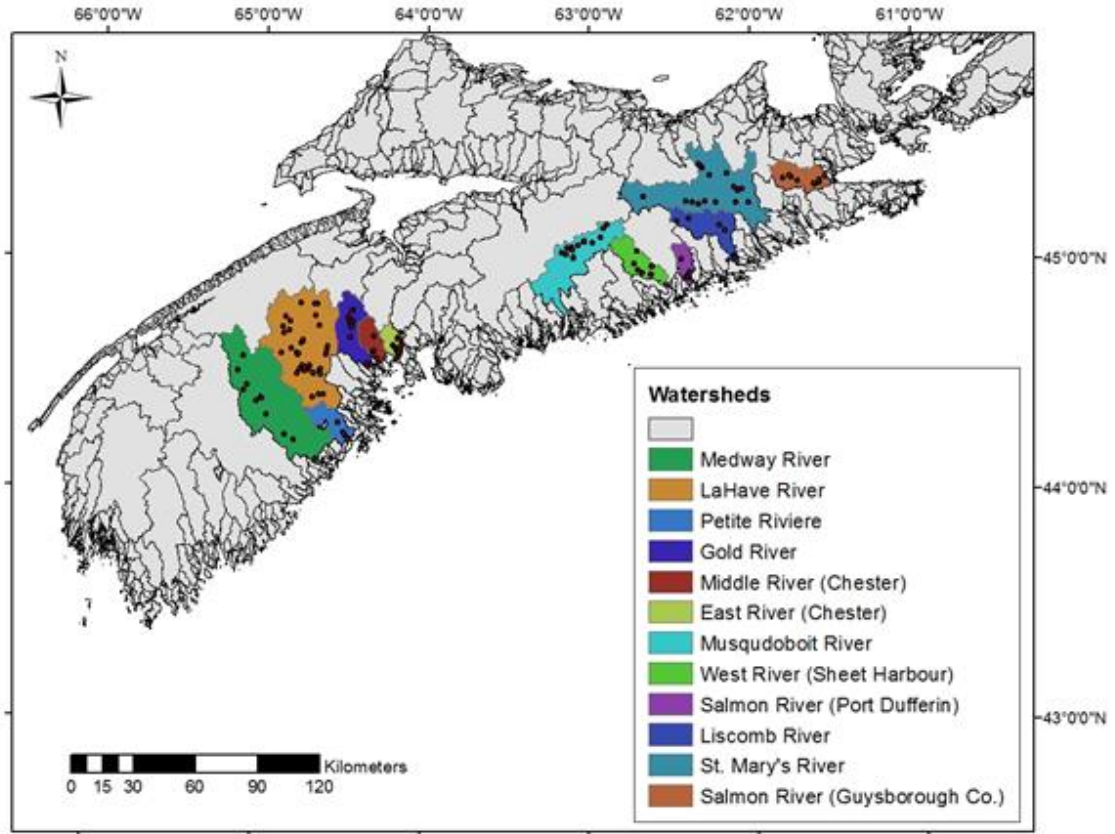 66°0'0"W 65°0'0"W 64°0'0"W 63°0'0"W 62°0'0"W 61°0'0"W
N
45°0'0"N
44°0'0"N
43°0'0"N
Watersheds
Medway River
LaHave River
Petite Riviere
Gold River
Middle River (Chester)
East River (Chester)
Musqudoboit River
West River (Sheet Harbour)
Salmon River (Port Dufferin)
Liscomb River
St. Mary's River
Salmon River (Guysborough Co.)
Kilometers
0 15 30 60 90 120